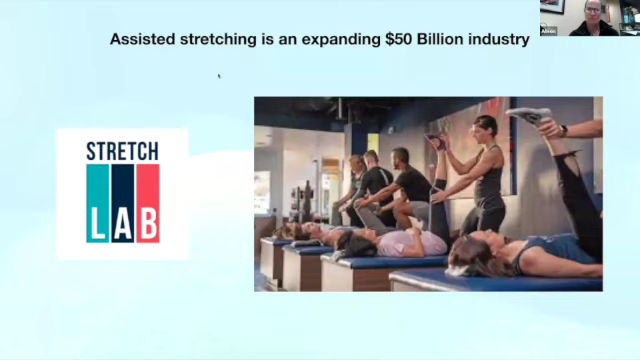 Assisted stretching is an expanding $50 Billion industry
STRETCH
LAB